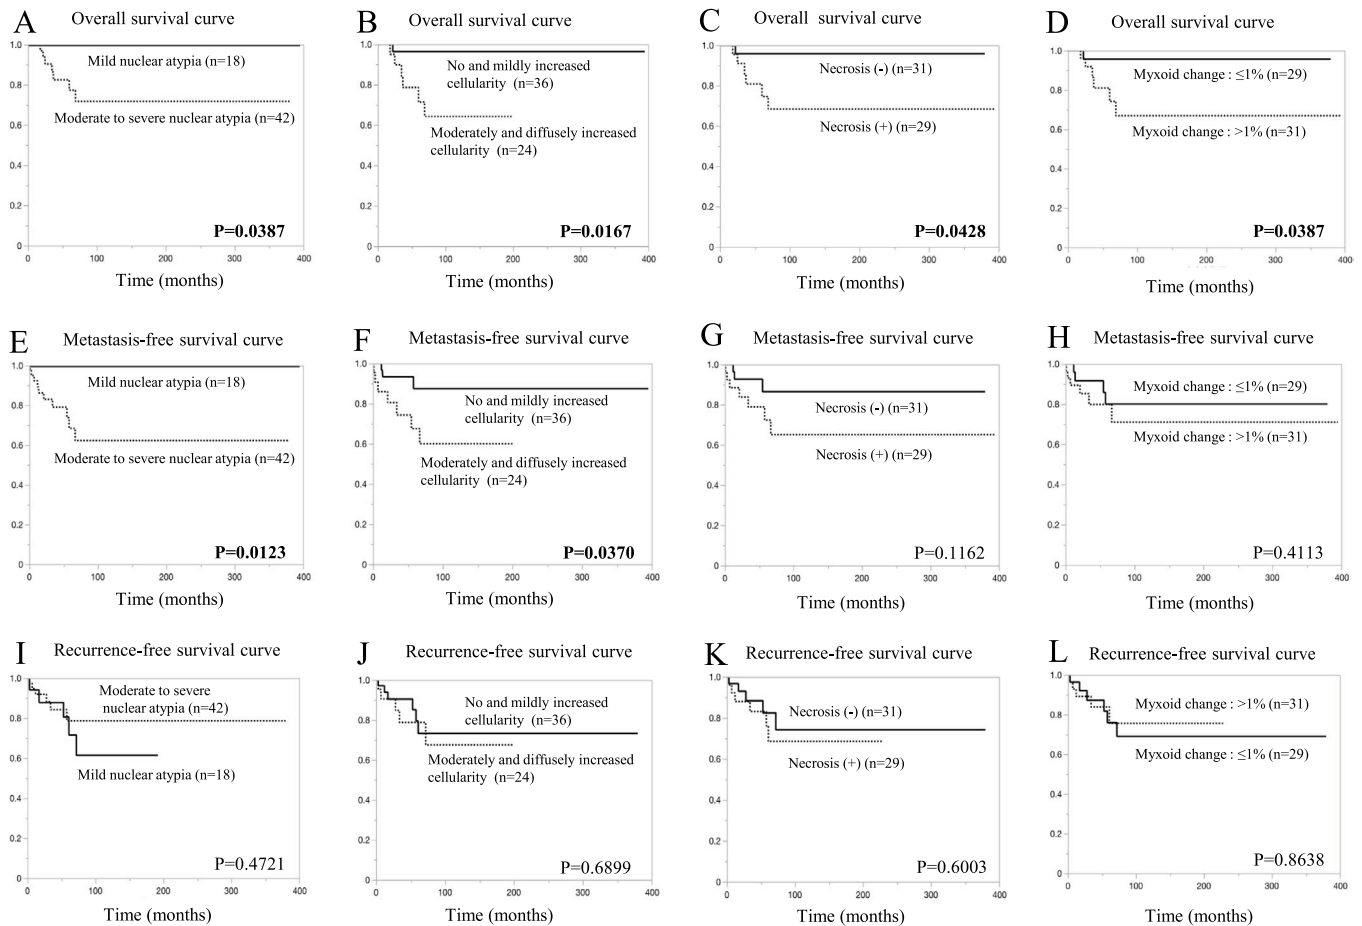 A
Overall survival curve
1.0
0.8
0.6
0.4
0.2
0
Mild nuclear atypia (n=18)
Moderate to severe nuclear atypia (n=42)
P=0.0387
0 100 200 300 400
Time (months)
B
Overall survival curve
1.0
0.8
0.6
0.4
0.2
0
No and mildly increased
cellularity (n=36)
Moderately and diffusely increased
cellularity (n=24)
P=0.0167
0 100 200 300 400
Time (months)
C
Overall survival curve
1.0
0.8
0.6
0.4
0.2
0
Necrosis (-) (n=31)
Necrosis (+) (n=29)
P=0.0428
0 100 200 300 400
Time (months)
D
Overall survival curve
1.0
0.8
0.6
0.4
0.2
0
Myxoid change : ≤1% (n=29)
Myxoid change : >1% (n=31)
P=0.0387
0 100 200 300 400
Time (months)
E
Metastasis-free survival curve
1.0
0.8
0.6
0.4
0.2
0
Mild nuclear atypia (n=18)
Moderate to severe nuclear atypia (n=42)
P=0.0123
0 100 200 300 400
Time (months)
F
Metastasis-free survival curve
1.0
0.8
0.6
0.4
0.2
0
No and mildly increased
cellularity (n=36)
Moderately and diffusely increased
cellularity (n=24)
P=0.0370
0 100 200 300 400
Time (months)
G
Metastasis-free survival curve
1.0
0.8
0.6
0.4
0.2
0
Necrosis (-) (n=31)
Necrosis (+) (n=29)
P=0.1162
0 100 200 300 400
Time (months)
H
Metastasis-free survival curve
1.0
0.8
0.6
0.4
0.2
0
Myxoid change : ≤1% (n=29)
Myxoid change : >1% (n=31)
P=0.4113
0 100 200 300 400
Time (months)
I
Recurrence-free survival curve
1.0
0.8
0.6
0.4
0.2
0
Moderate to severe
nuclear atypia (n=42)
Mild nuclear atypia (n=18)
P=0.4721
0 100 200 300 400
Time (months)
J
Recurrence-free survival curve
1.0
0.8
0.6
0.4
0.2
0
No and mildly increased
cellularity (n=36)
Moderately and diffusely increased
cellularity (n=24)
P=0.6899
0 100 200 300 400
Time (months)
K
Recurrence-free survival curve
1.0
0.8
0.6
0.4
0.2
0
Necrosis (-) (n=31)
Necrosis (+) (n=29)
P=0.6003
0 100 200 300 400
Time (months)
L
Recurrence-free survival curve
1.0
0.8
0.6
0.4
0.2
0
Myxoid change : >1% (n=31)
Myxoid change : ≤1% (n=29)
P=0.8638
0 100 200 300 400
Time (months)